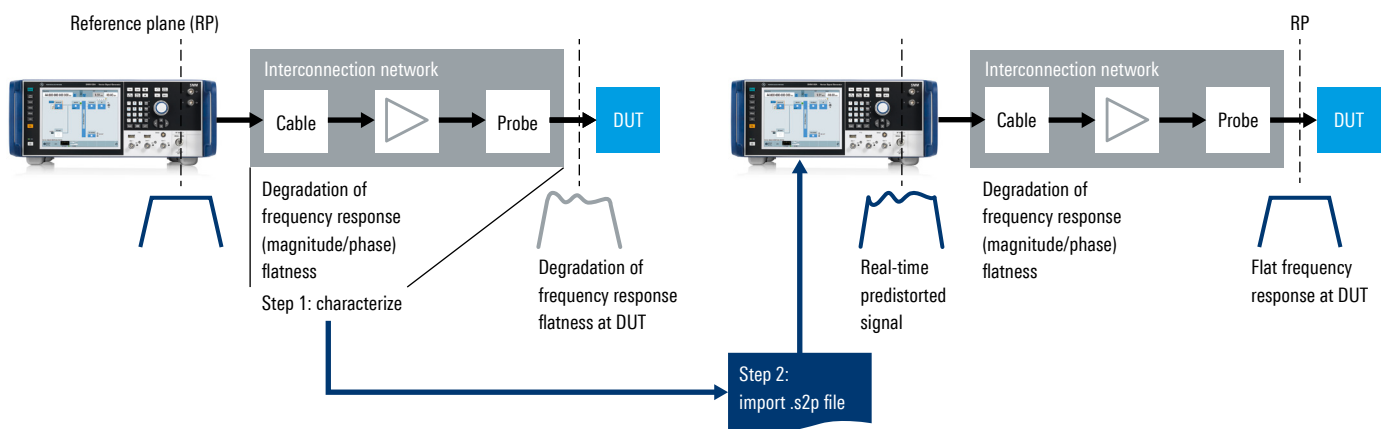 Reference plane (RP)
Interconnection network
Cable
Probe
DUT
Degradation of
frequency response
(magnitude/phase)
flatness
Step 1: characterize
Degradation of
frequency response
flatness at DUT
RP
Interconnection network
Cable
Probe
DUT
Real-time
predistorted
signal
Degradation of
frequency response
(magnitude/phase)
flatness
Flat frequency
response at DUT
Step 2:
import .s2p file